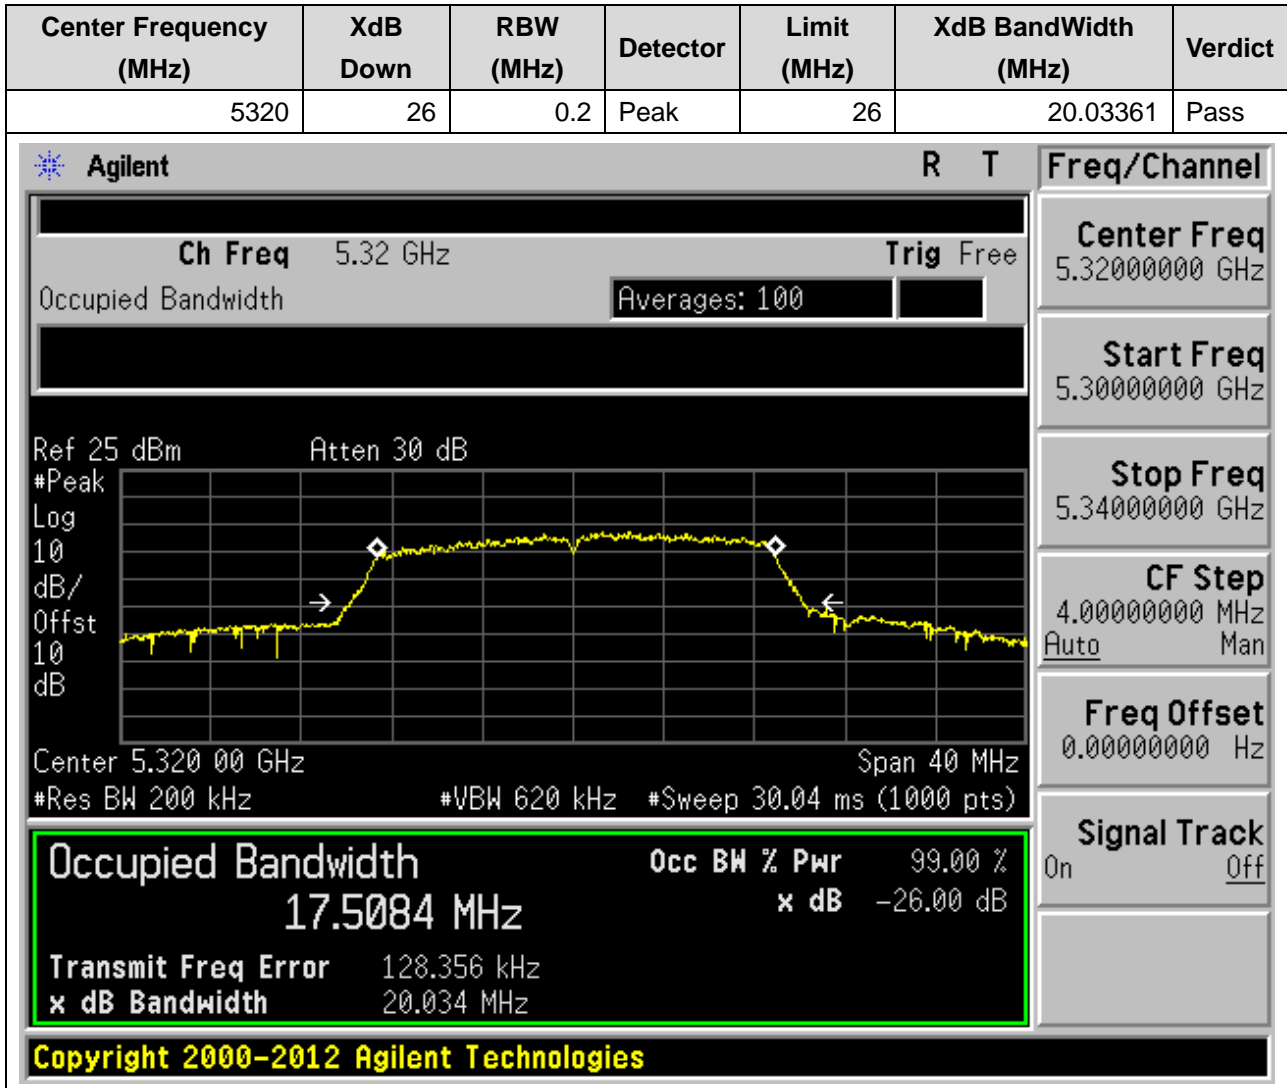 Center Frequency (MHz) XdB Down RBW (MHz) Detector Limit (MHz) XdB BandWidth (MHz) Verdict
5320 26 0.2 Peak 26 20.03361 Pass
Agilent R T
Ch Freq 5.32 GHz Trig Free
Occupied Bandwidth Averages: 100
Ref 25 dBm Atten 30 dB
#Peak
Log
10
dB/
Offst
10
dB
Center 5.320 00 GHz Span 40 MHz
#Res BW 200 kHz #VBW 620 kHz #Sweep 30.04 ms (1000 pts)
Occupied Bandwidth Occ BW % Pwr 99.00 %
17.5084 MHz x dB -26.00 dB
Transmit Freq Error 128.356 kHz
x dB Bandwidth 20.034 MHz
Copyright 2000-2012 Agilent Technologies
Freq/Channel
Center Freq
5.32000000 GHz
Start Freq
5.30000000 GHz
Stop Freq
5.34000000 GHz
CF Step
4.00000000 MHz
Auto Man
Freq Offset
0.00000000 Hz
Signal Track
On Off